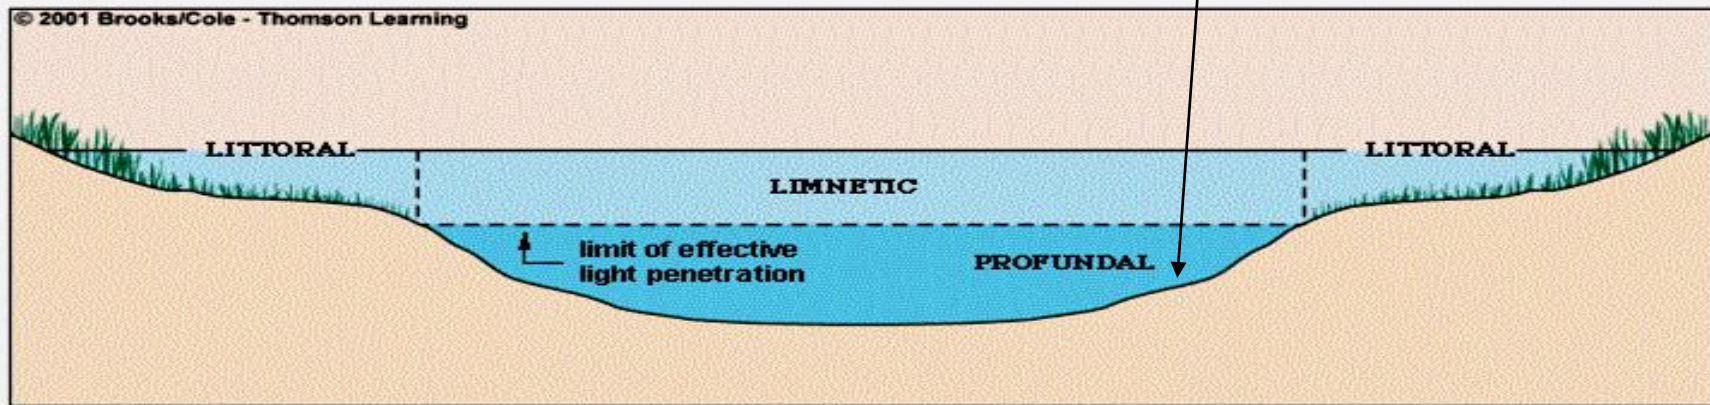 © 2001 Brooks/Cole - Thomson Learning
LITTORAL
LITTORAL
LIMNETIC
limit of effective
light penetration
PROFUNDAL